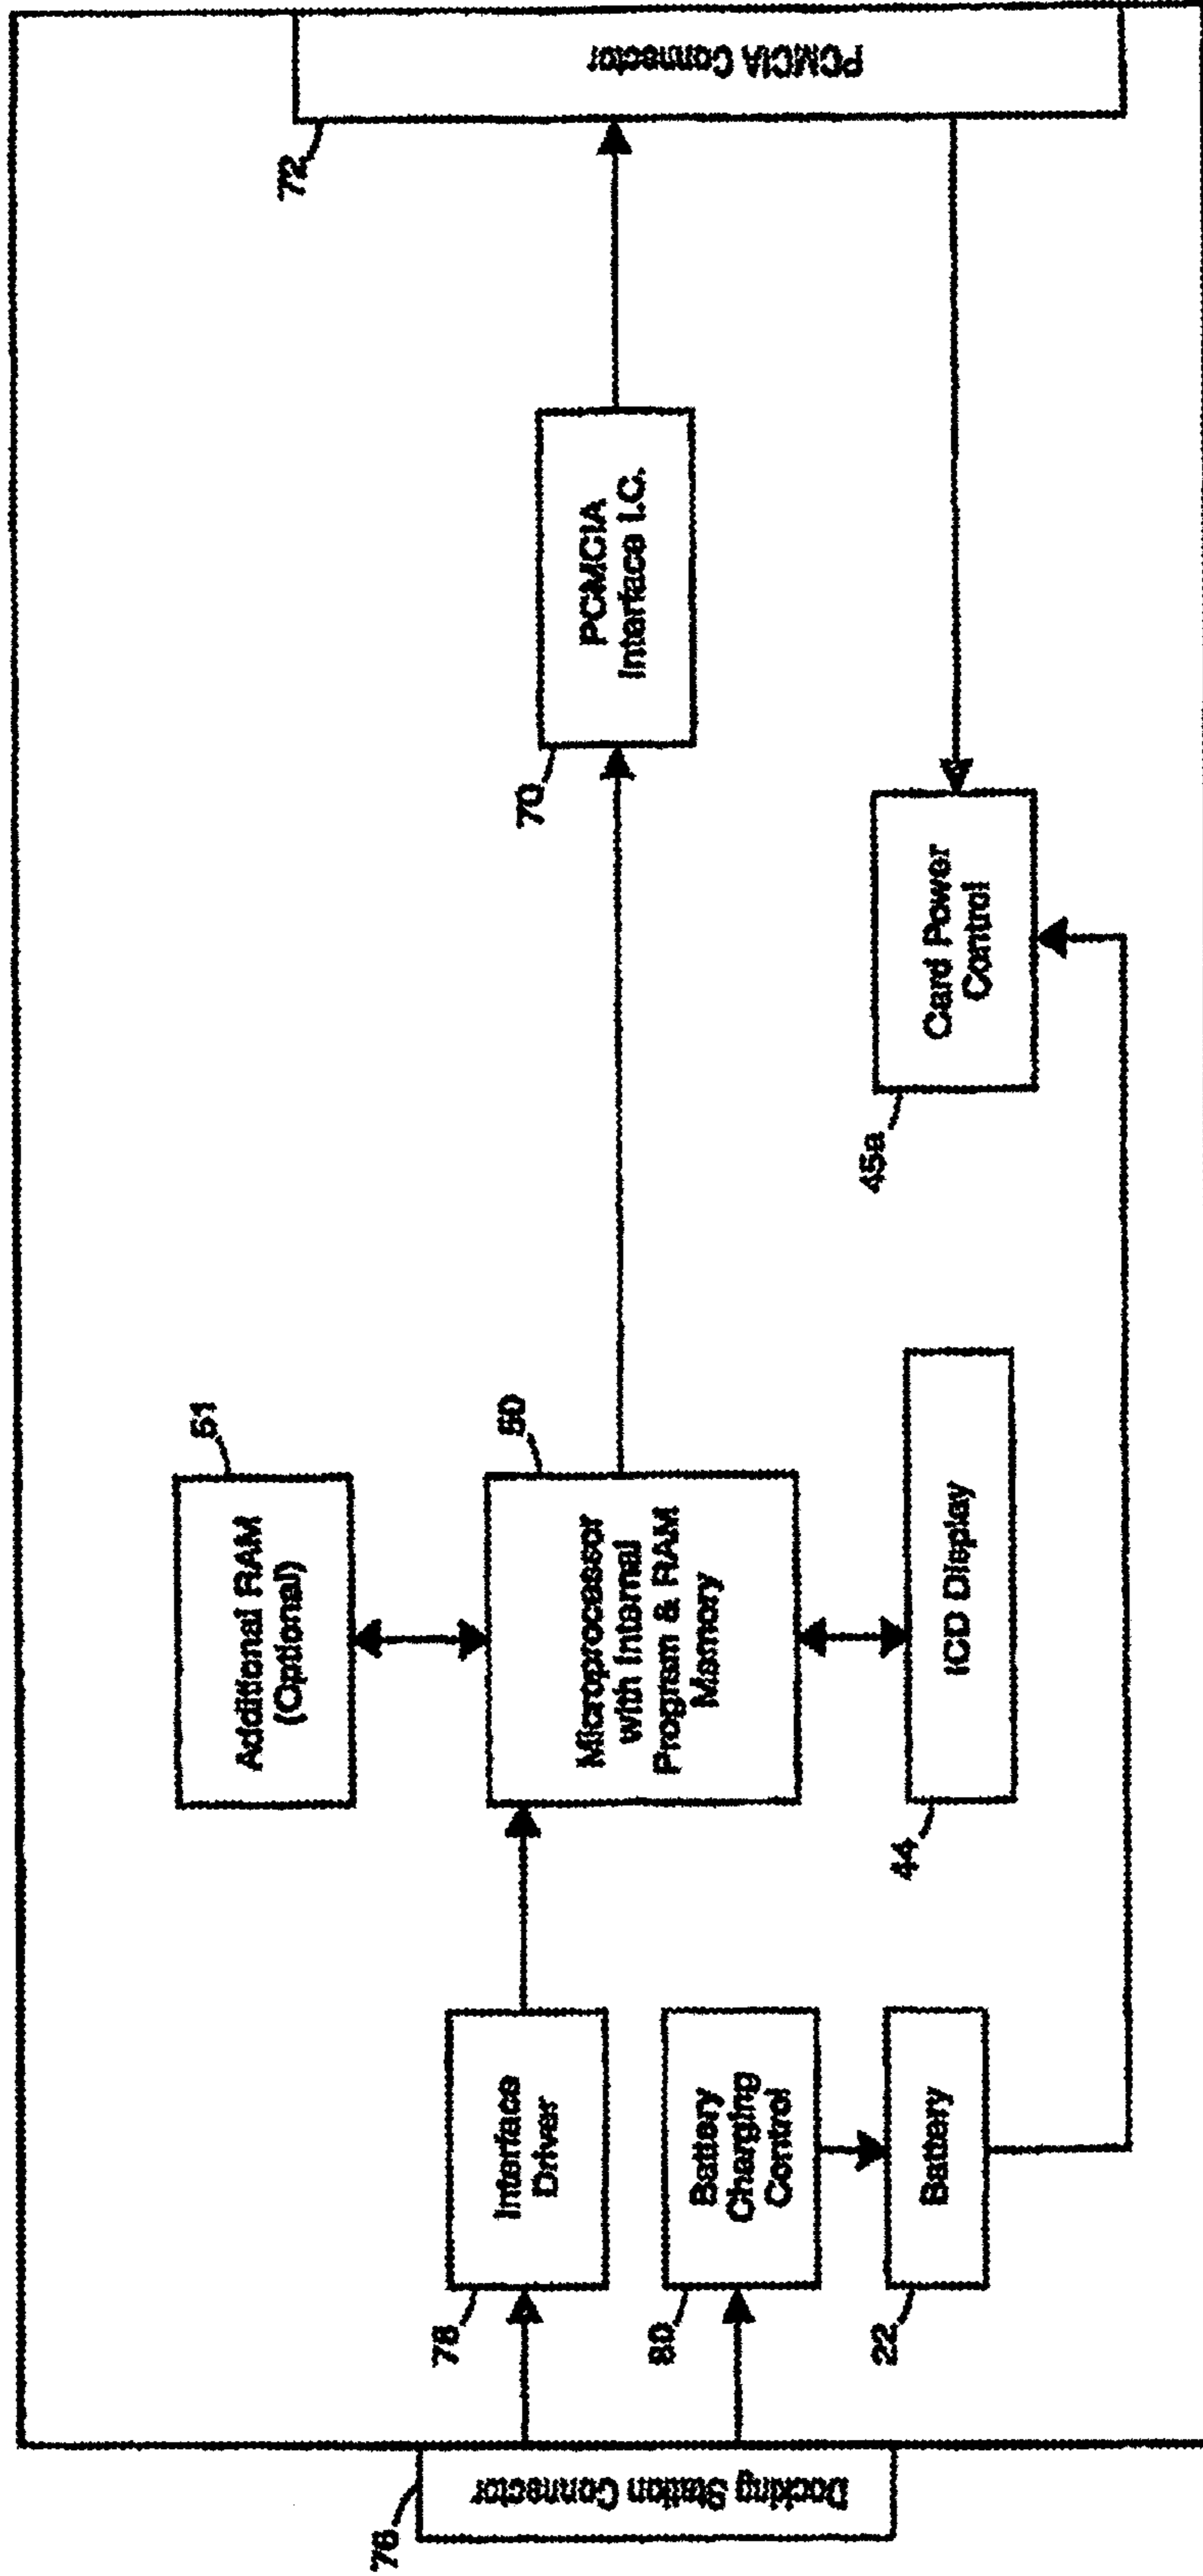 51
Additional RAM
(Optional)
72
PCMCIA Connector
76
Docking Station Connector
78
Interface
Driver
50
Microprocessor
with Internal
Program & RAM
Memory
70
PCMCIA
Interface I.C.
80
Battery
Charging
Control
22
Battery
44
ICD Display
45a
Card Power
Control